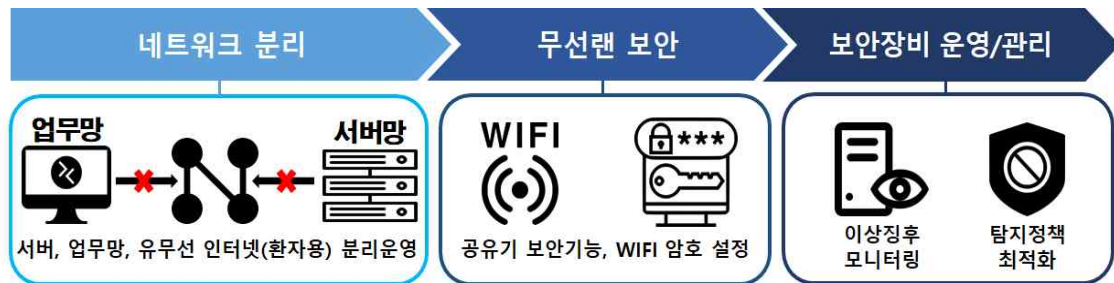 네트워크 분리
무선랜 보안
보안장비 운영/관리
업무망
서버망
서버, 업무망, 유무선 인터넷(환자용) 분리운영
WIFI
***
공유기 보안기능, WIFI 암호 설정
이상징후
모니터링
탐지정책
최적화